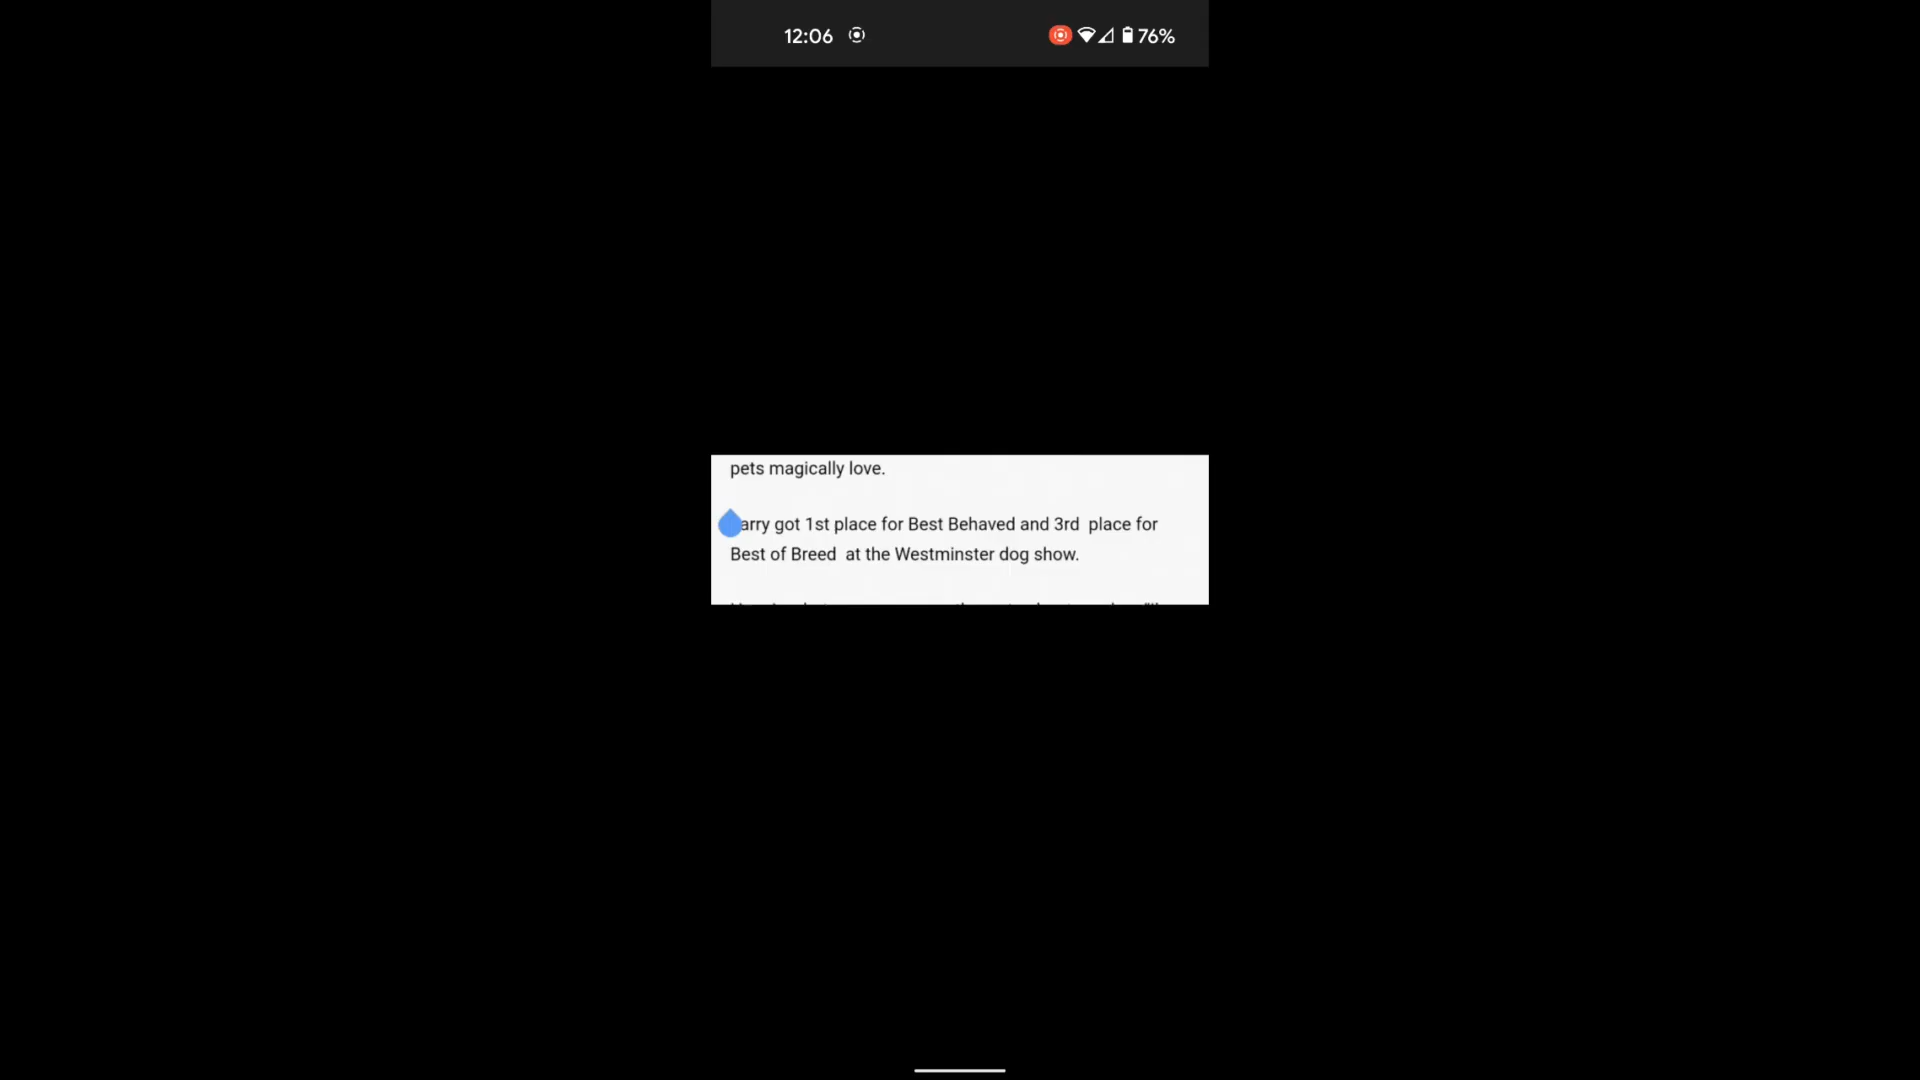 12:06 76%
pets magically love.
got 1st place for Best Behaved and 3rd place for
Best of Breed at the Westminster dog show.